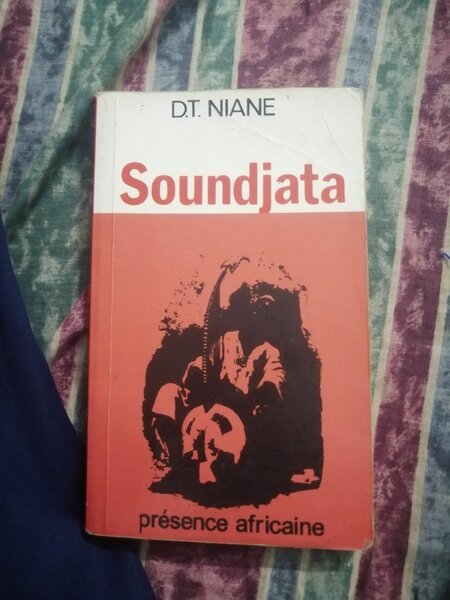 D.T. NIANE
Soundjata
présence africaine